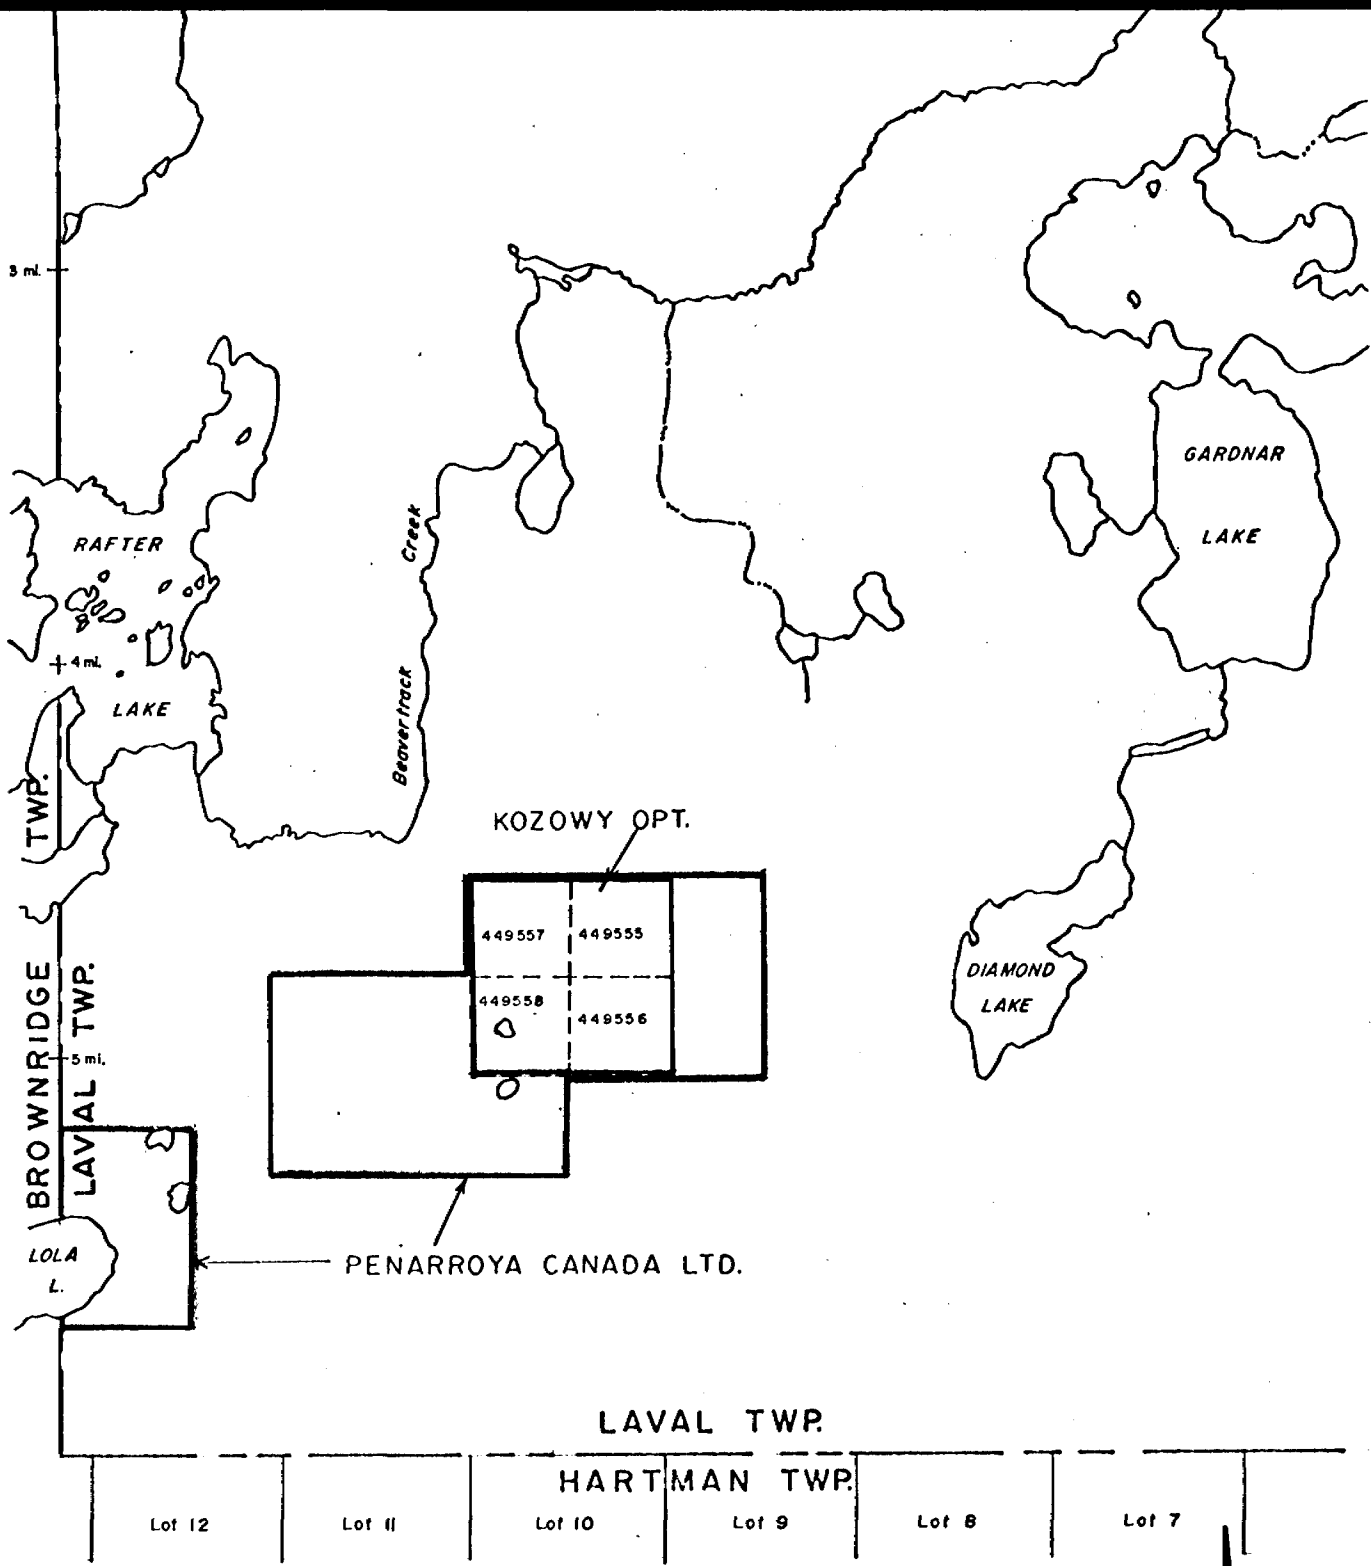 3 mi.
GARDNAR
LAKE
RAFTER
Creek
4 mi.
LAKE
Beavertrack
TWP.
KOZOWY OPT.
449557
449555
BROWNRIDGE
LAVAL TWP.
DIAMOND
LAKE
449558
449556
5 mi.
LOLA
L.
PENARROYA CANADA LTD.
LAVAL TWP.
HARTMAN TWP.
Lot 12
Lot 11
Lot 10
Lot 9
Lot 8
Lot 7